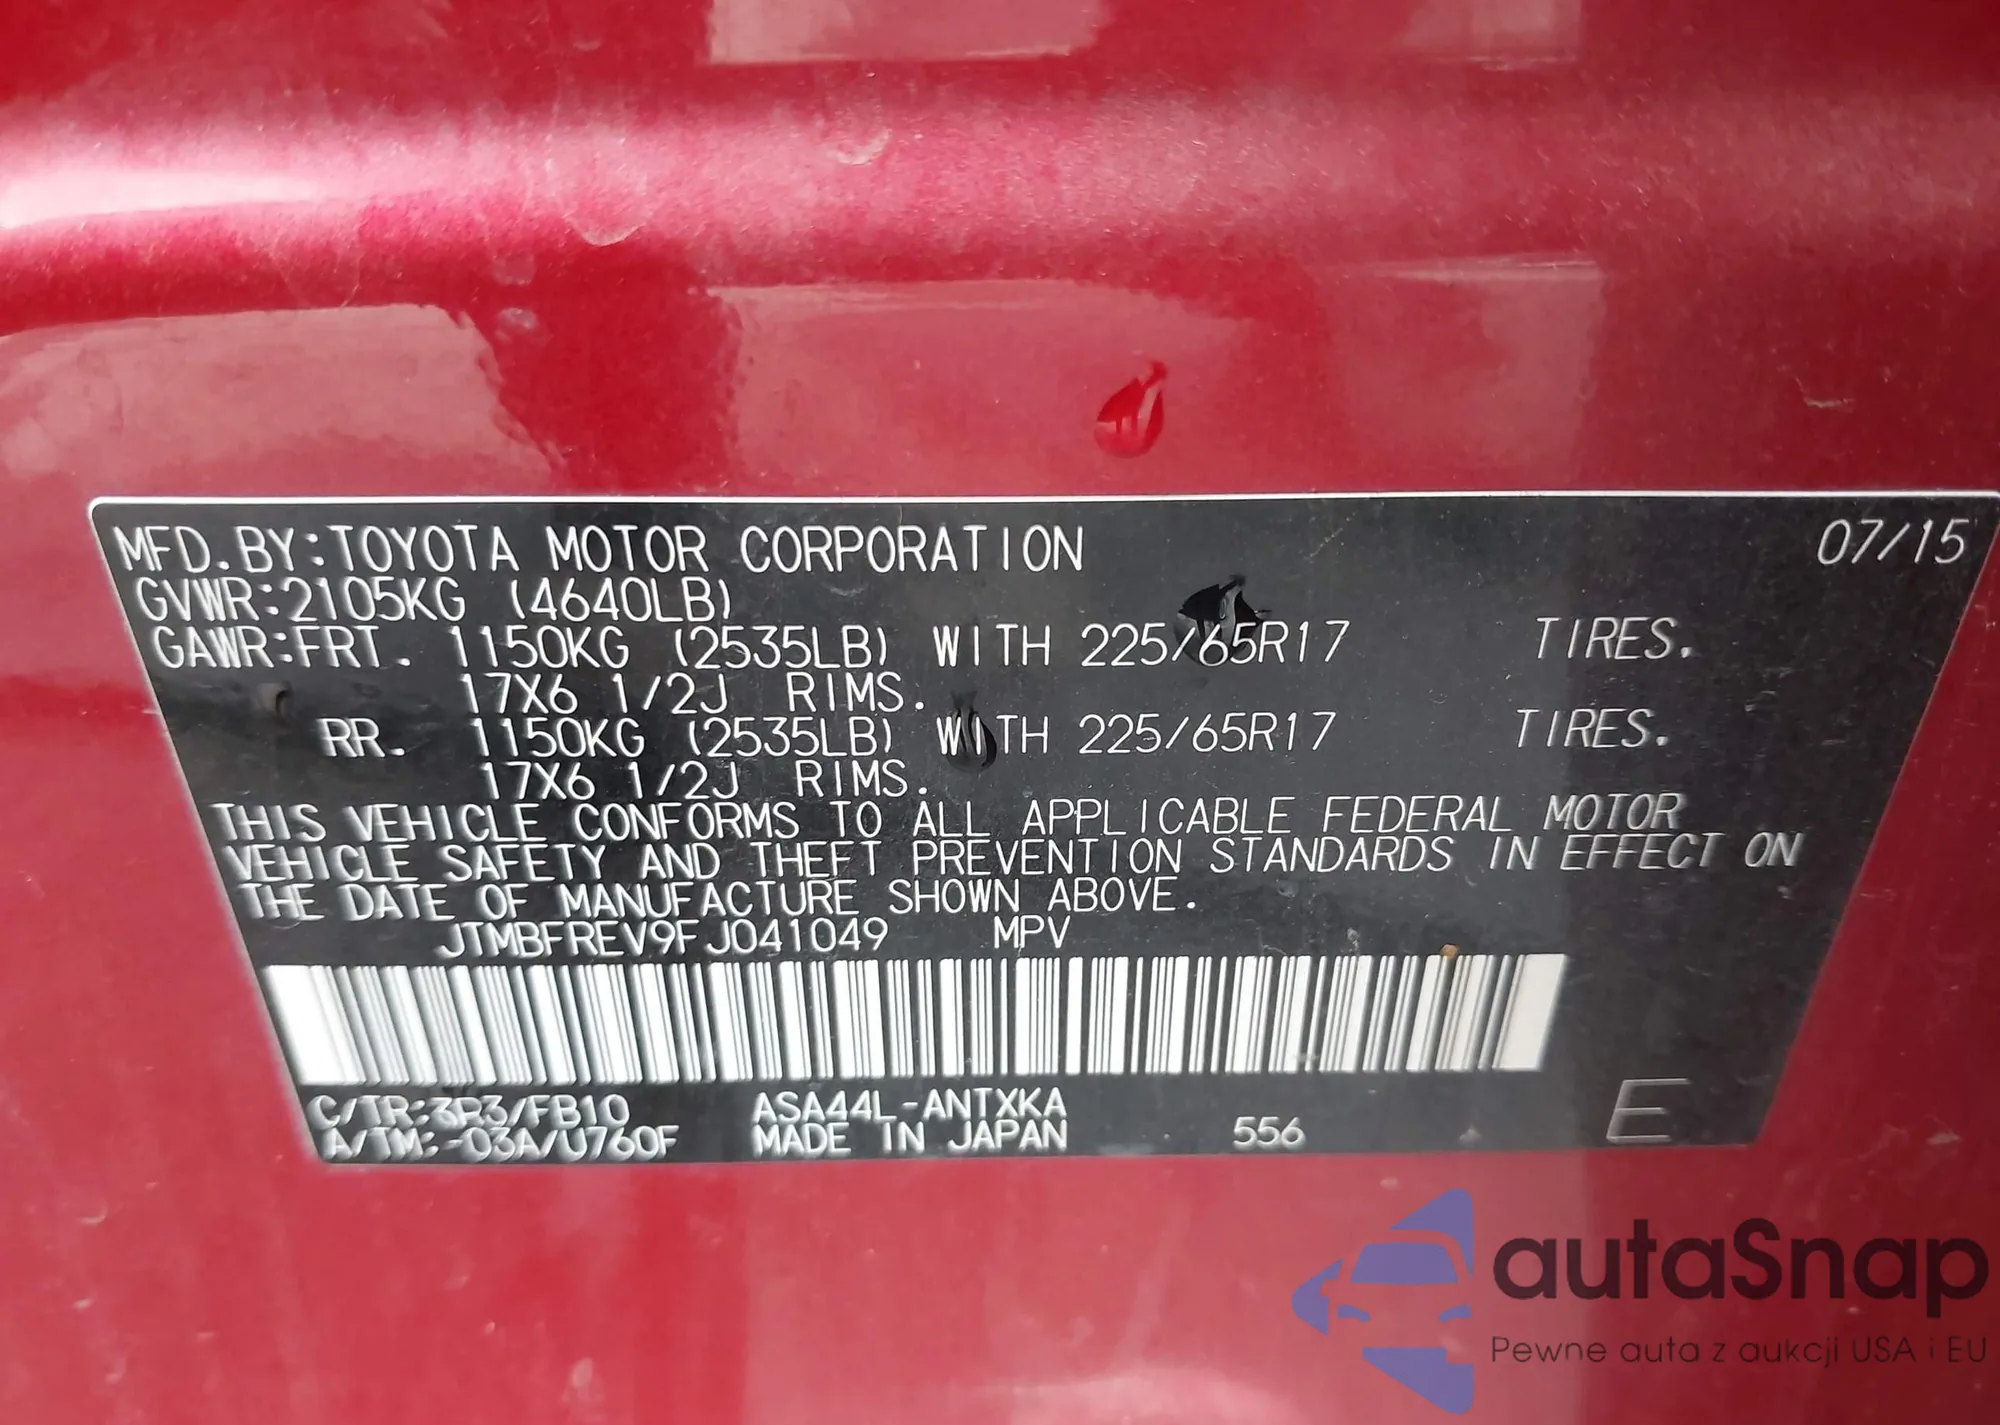 MFD.BY:TOYOTA MOTOR CORPORATION 07/15
GVWR:2105KG (4640LB)
GAWR:FRT. 1150KG (2535LB) WITH 225/65R17 TIRES.
17X6 1/2J RIMS.
RR. 1150KG (2535LB) WITH 225/65R17 TIRES.
17X6 1/2J RIMS.
THIS VEHICLE CONFORMS TO ALL APPLICABLE FEDERAL MOTOR
VEHICLE SAFETY AND THEFT PREVENTION STANDARDS IN EFFECT ON
THE DATE OF MANUFACTURE SHOWN ABOVE.
JTMBFREV9FJ041049 MPV
C/TR:3R3/FB10 ASA44L-ANTXKA
A/TM:-03A/U760F MADE IN JAPAN 556 E
autaSnap
Pewne auta z aukcji USA i EU